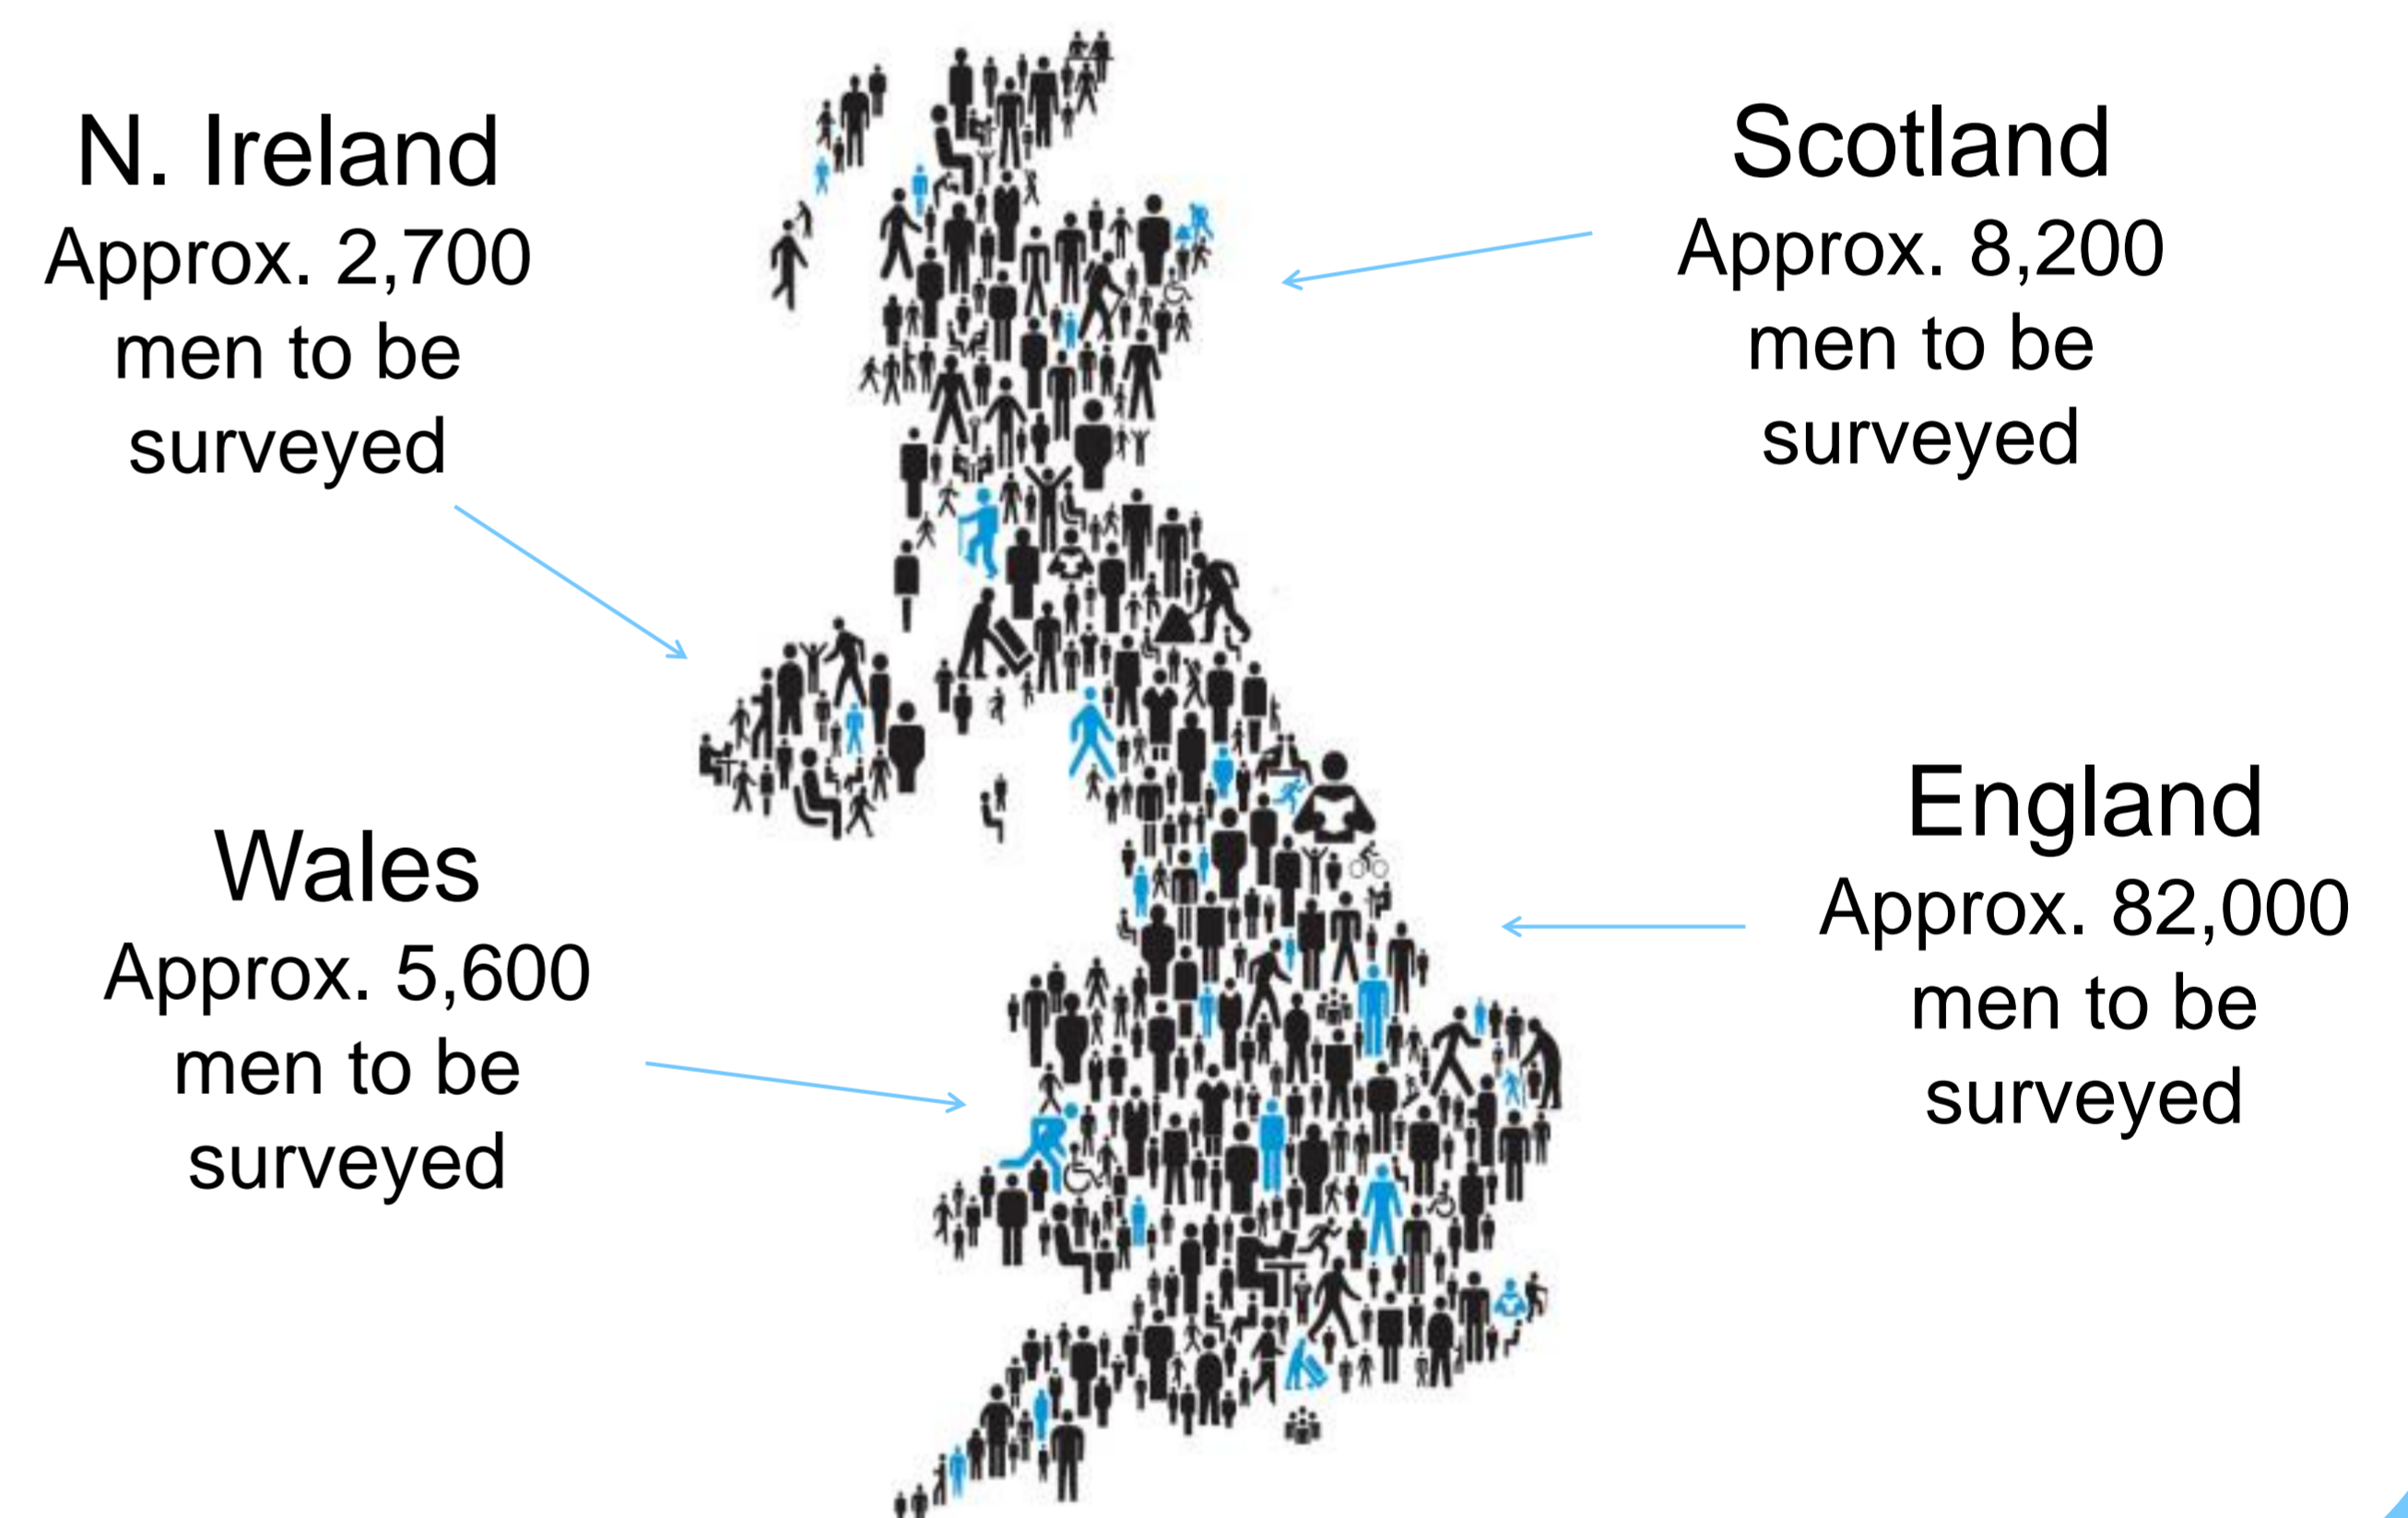 N. Ireland
Approx. 2,700
men to be
surveyed
Scotland
Approx. 8,200
men to be
surveyed
Wales
Approx. 5,600
men to be
surveyed
England
Approx. 82,000
men to be
surveyed